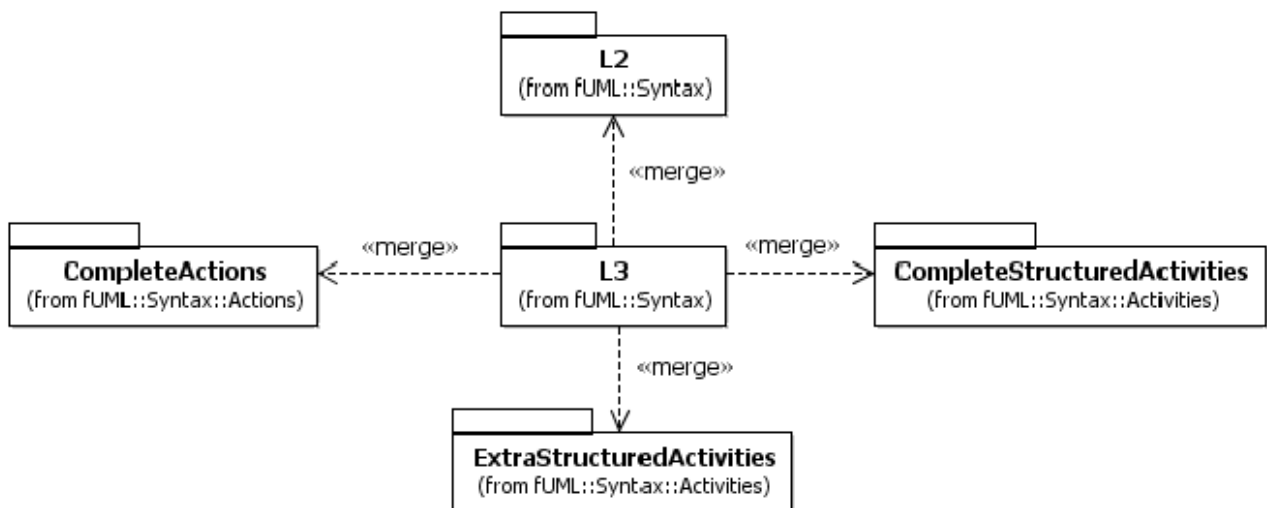 L2
(from fUML::Syntax)
«merge»
«merge»
«merge»
CompleteActions
(from fUML::Syntax::Actions)
L3
(from fUML::Syntax)
CompleteStructuredActivities
(from fUML::Syntax::Activities)
«merge»
ExtraStructuredActivities
(from fUML::Syntax::Activities)